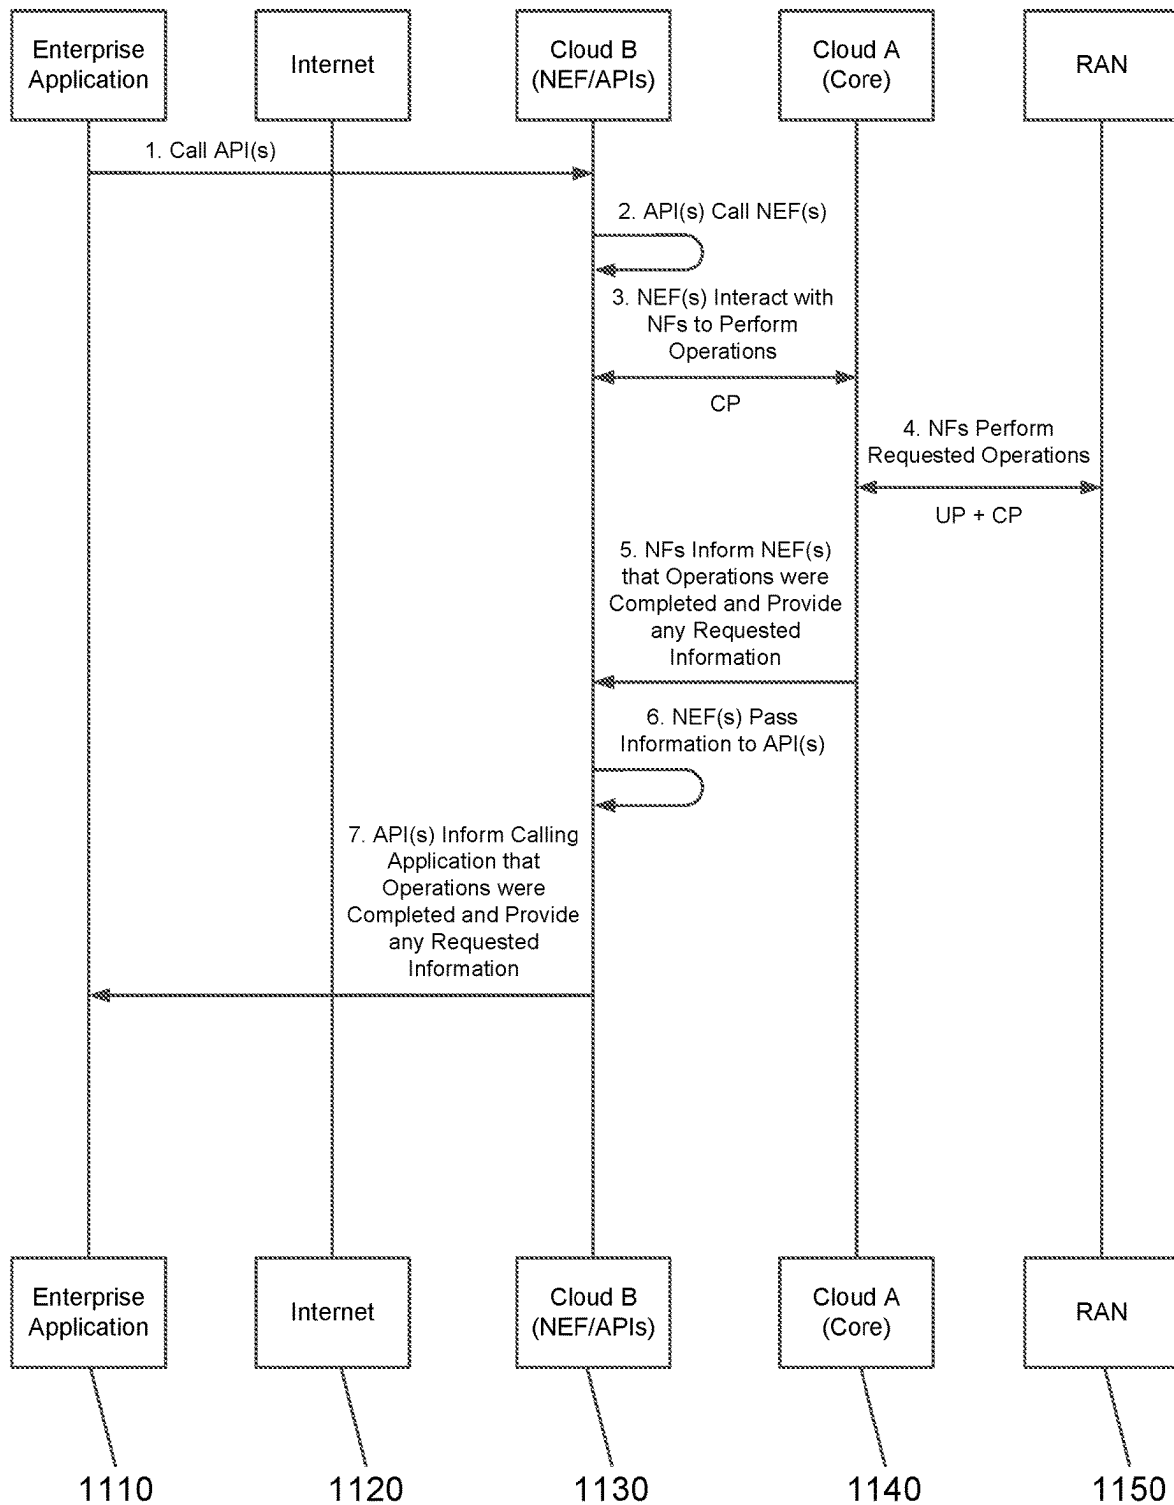 Enterprise
Application
Internet
Cloud B
(NEF/APIs)
Cloud A
(Core)
RAN
1. Call API(s)
2. API(s) Call NEF(s)
3. NEF(s) Interact with
NFs to Perform
Operations
CP
4. NFs Perform
Requested Operations
UP + CP
5. NFs Inform NEF(s)
that Operations were
Completed and Provide
any Requested
Information
6. NEF(s) Pass
Information to API(s)
7. API(s) Inform Calling
Application that
Operations were
Completed and Provide
any Requested
Information
Enterprise
Application
Internet
Cloud B
(NEF/APIs)
Cloud A
(Core)
RAN
1110
1120
1130
1140
1150